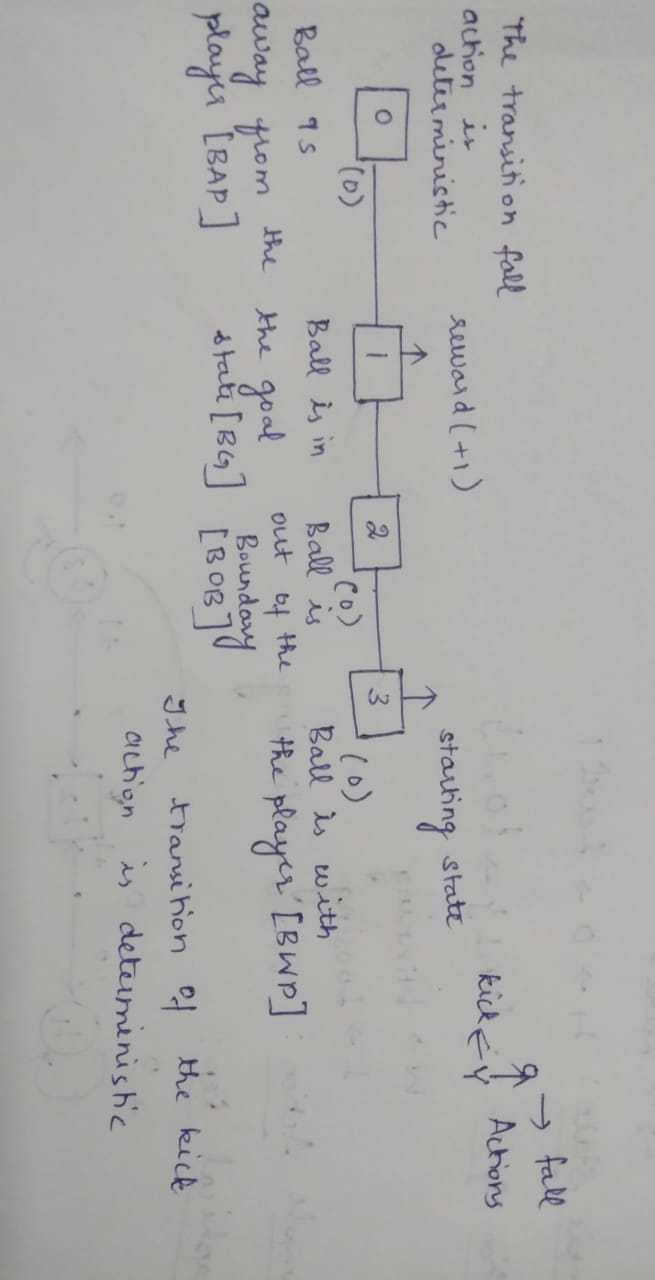 The transition fall
action is
deterministic
reward (+1)
starting state
→ fall
kick ←
Actions
0
1
2
3
(0)
(0)
(0)
Ball is
away from the
player [BAP]
Ball is in
the goal
state [BG]
Ball is
out of the
Boundary
[BOB]
Ball is with
the player [BWP]
The transition of the kick
action is deterministic